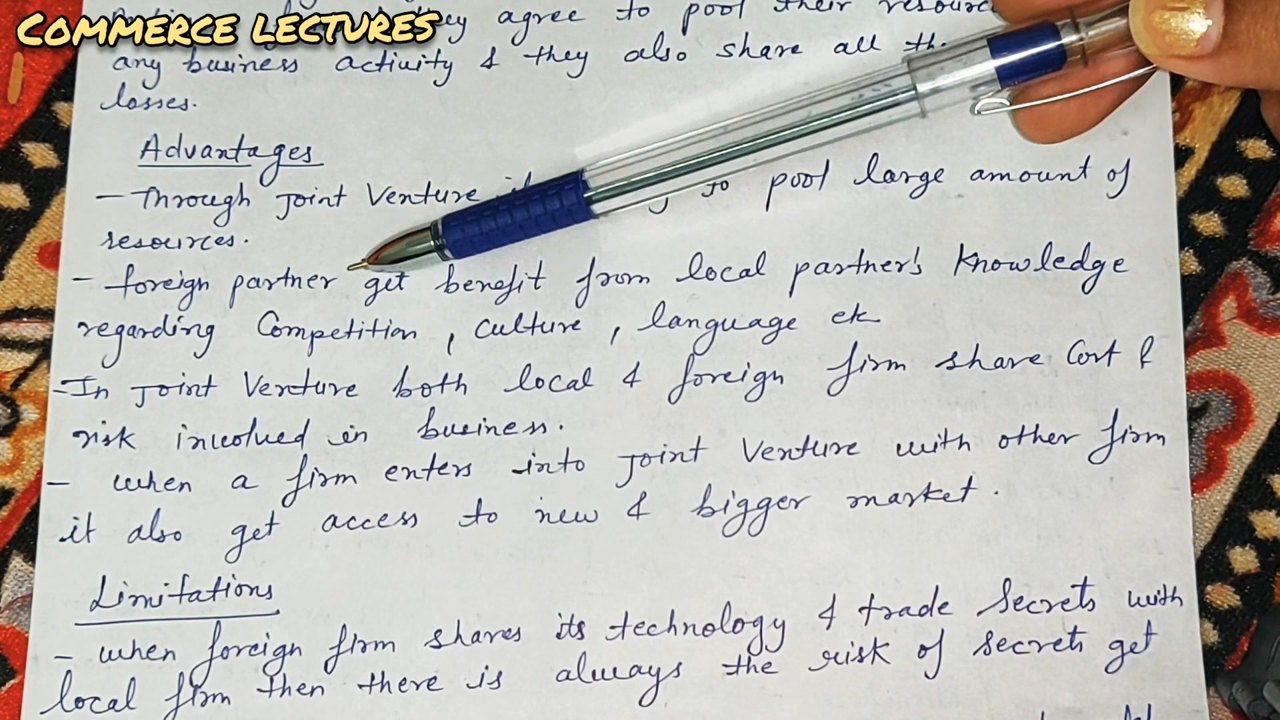 COMMERCE LECTURES
they agree to pool their
any business activity & they also share all
losses.
Advantages
- Through Joint Venture to pool large amount of
resources.
- foreign partner get benefit from local partner's knowledge
regarding Competition, culture, language etc
- In Joint Venture both local & foreign firm share Cost &
risk involved in business.
- when a firm enters into Joint Venture with other firm
it also get access to new & bigger market.
Limitations
- when foreign firm shares its technology & trade secrets with
local firm then there is always the risk of secrets get